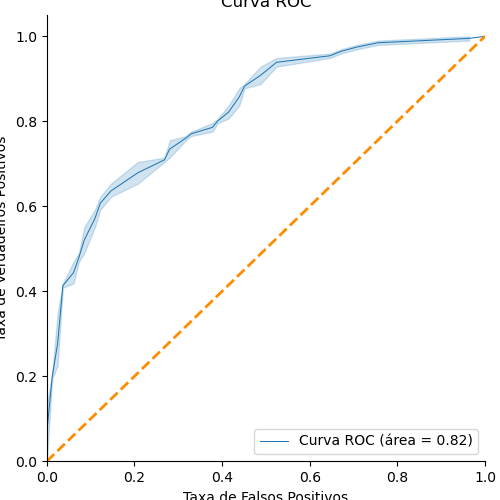 Curva ROC
1.0
0.8
0.6
0.4
0.2
0.0
Taxa de Verdadeiros Positivos
Curva ROC (área = 0.82)
0.0 0.2 0.4 0.6 0.8 1.0
Taxa de Falsos Positivos